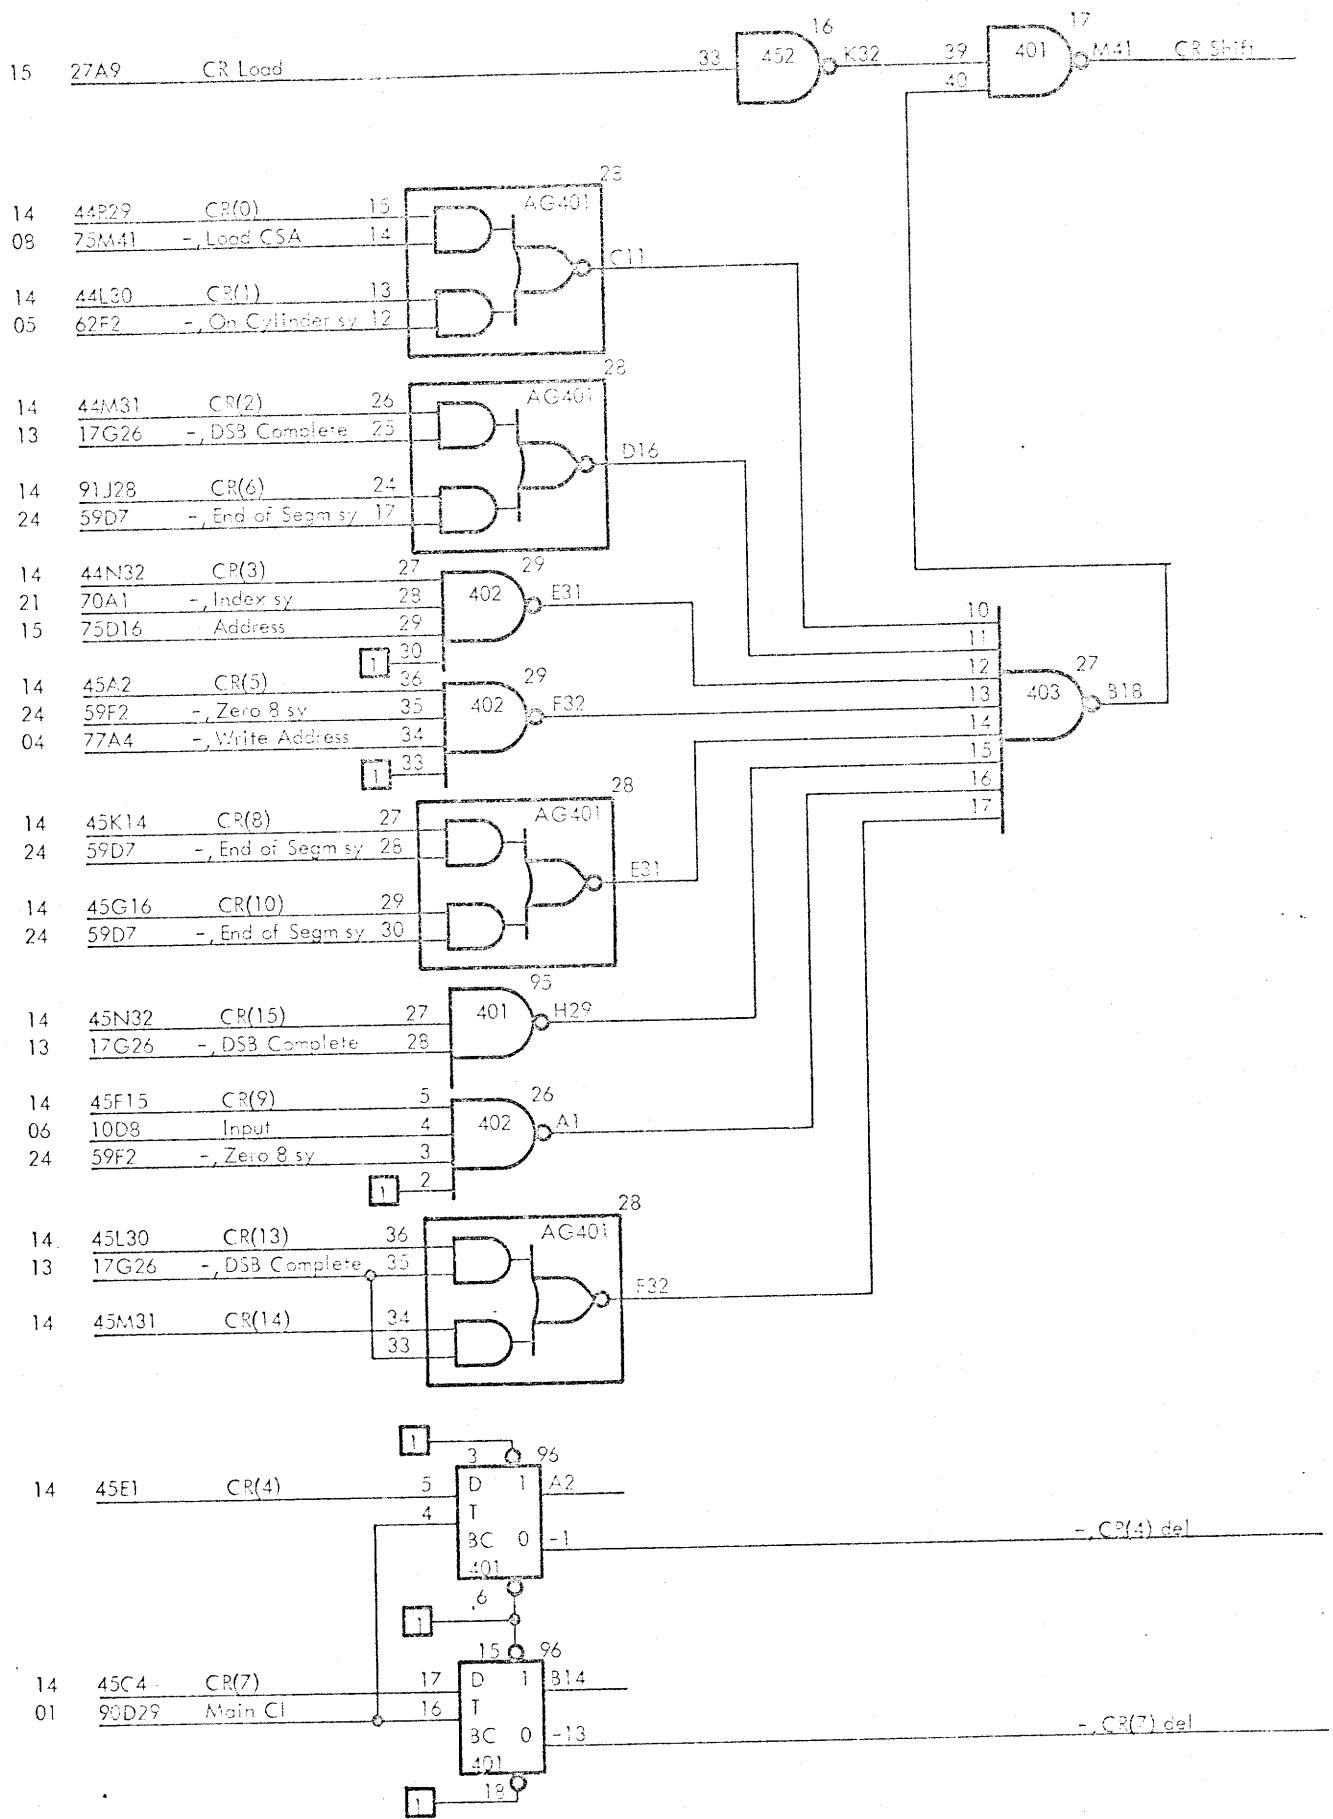 16
17
15 27A9 CR Load 33 452 K32 39 401 M41 CR Shift
40
23
AG401
14 44P29 CR(0) 15
08 75M41 -,Load CSA 14
C11
14 44L30 CR(1) 13
05 62F2 -,On Cylinder sy 12
28
AG401
14 44M31 CR(2) 26
13 17G26 -,DSB Complete 25
D16
14 91J28 CR(6) 24
24 59D7 -,End of Segm sy 17
29
14 44N32 CR(3) 27
21 70A1 -,Index sy 28 402 E31
15 75D16 Address 29
1 30
10
11
12
13
14
15
16
17
27
403 B18
29
14 45A2 CR(5) 36
24 59F2 -,Zero 8 sy 35 402 F32
04 77A4 -,Write Address 34
1 33
28
AG401
14 45K14 CR(8) 27
24 59D7 -,End of Segm sy 28
E31
14 45G16 CR(10) 29
24 59D7 -,End of Segm sy 30
95
14 45N32 CR(15) 27 401 H29
13 17G26 -,DSB Complete 28
26
14 45F15 CR(9) 5
06 10D8 Input 4 402 A1
24 59F2 -,Zero 8 sy 3
1 2
28
AG401
14 45L30 CR(13) 36
13 17G26 -,DSB Complete 35
F32
14 45M31 CR(14) 34
33
1
3 96
14 45E1 CR(4) 5 D 1 A2
4 T
BC 0 -1 -,CR(4) del
401
6
1
15 96
14 45C4 CR(7) 17 D 1 B14
01 90D29 Main Cl 16 T
BC 0 -13 -,CR(7) del
401
1 18